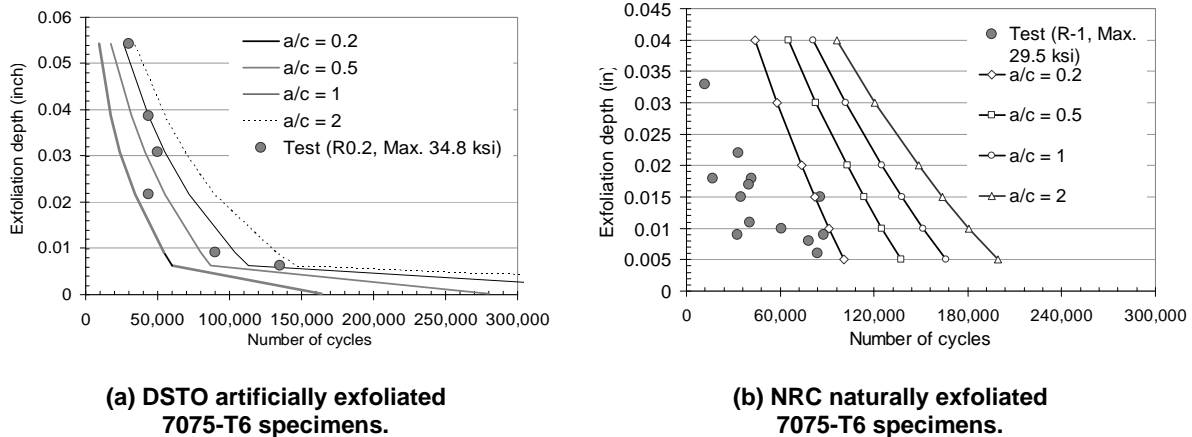 0.06
0.05
0.04
0.03
0.02
0.01
0
Exfoliation depth (inch)
a/c = 0.2
a/c = 0.5
a/c = 1
a/c = 2
Test (R0.2, Max. 34.8 ksi)
0 50,000 100,000 150,000 200,000 250,000 300,000
Number of cycles
(a) DSTO artificially exfoliated
7075-T6 specimens.
0.045
0.04
0.035
0.03
0.025
0.02
0.015
0.01
0.005
0
Exfoliation depth (in)
Test (R-1, Max.
29.5 ksi)
a/c = 0.2
a/c = 0.5
a/c = 1
a/c = 2
0 60,000 120,000 180,000 240,000 300,000
Number of cycles
(b) NRC naturally exfoliated
7075-T6 specimens.